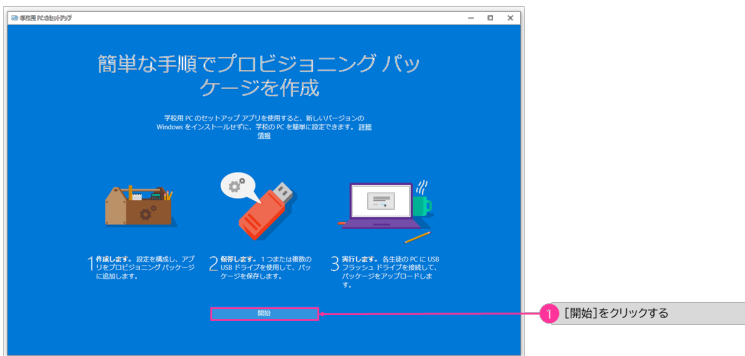 学校用 PC のセットアップ
簡単な手順でプロビジョニング パッ
ケージを作成
学校用 PC のセットアップ アプリを使用すると、新しいバージョンの
Windows をインストールせずに、学校の PC を簡単に設定できます。 詳細
情報
1 作成します。 設定を構成し、アプ
リをプロビジョニング パッケージ
に追加します。
2 保存します。 1 つまたは複数の
USB ドライブを使用して、パッ
ケージを保存します。
3 実行します。 各生徒の PC に USB
フラッシュ ドライブを接続して、
パッケージをアップロードしま
す。
開始
1 [開始]をクリックする